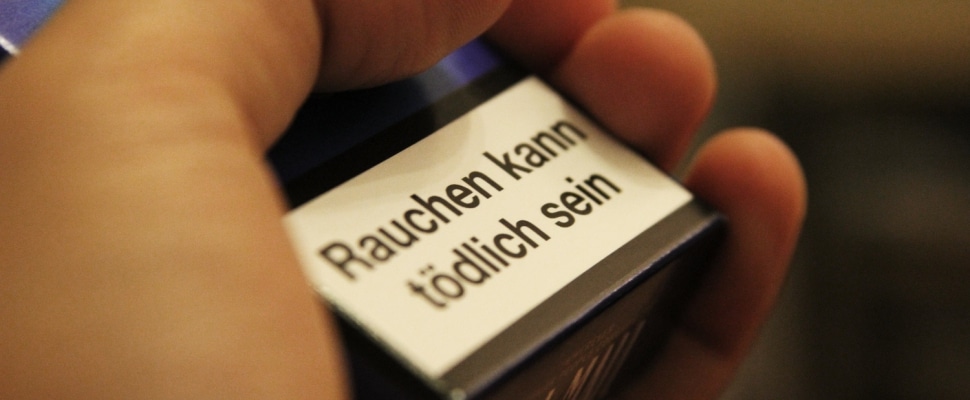 Rauchen kann
tödlich sein